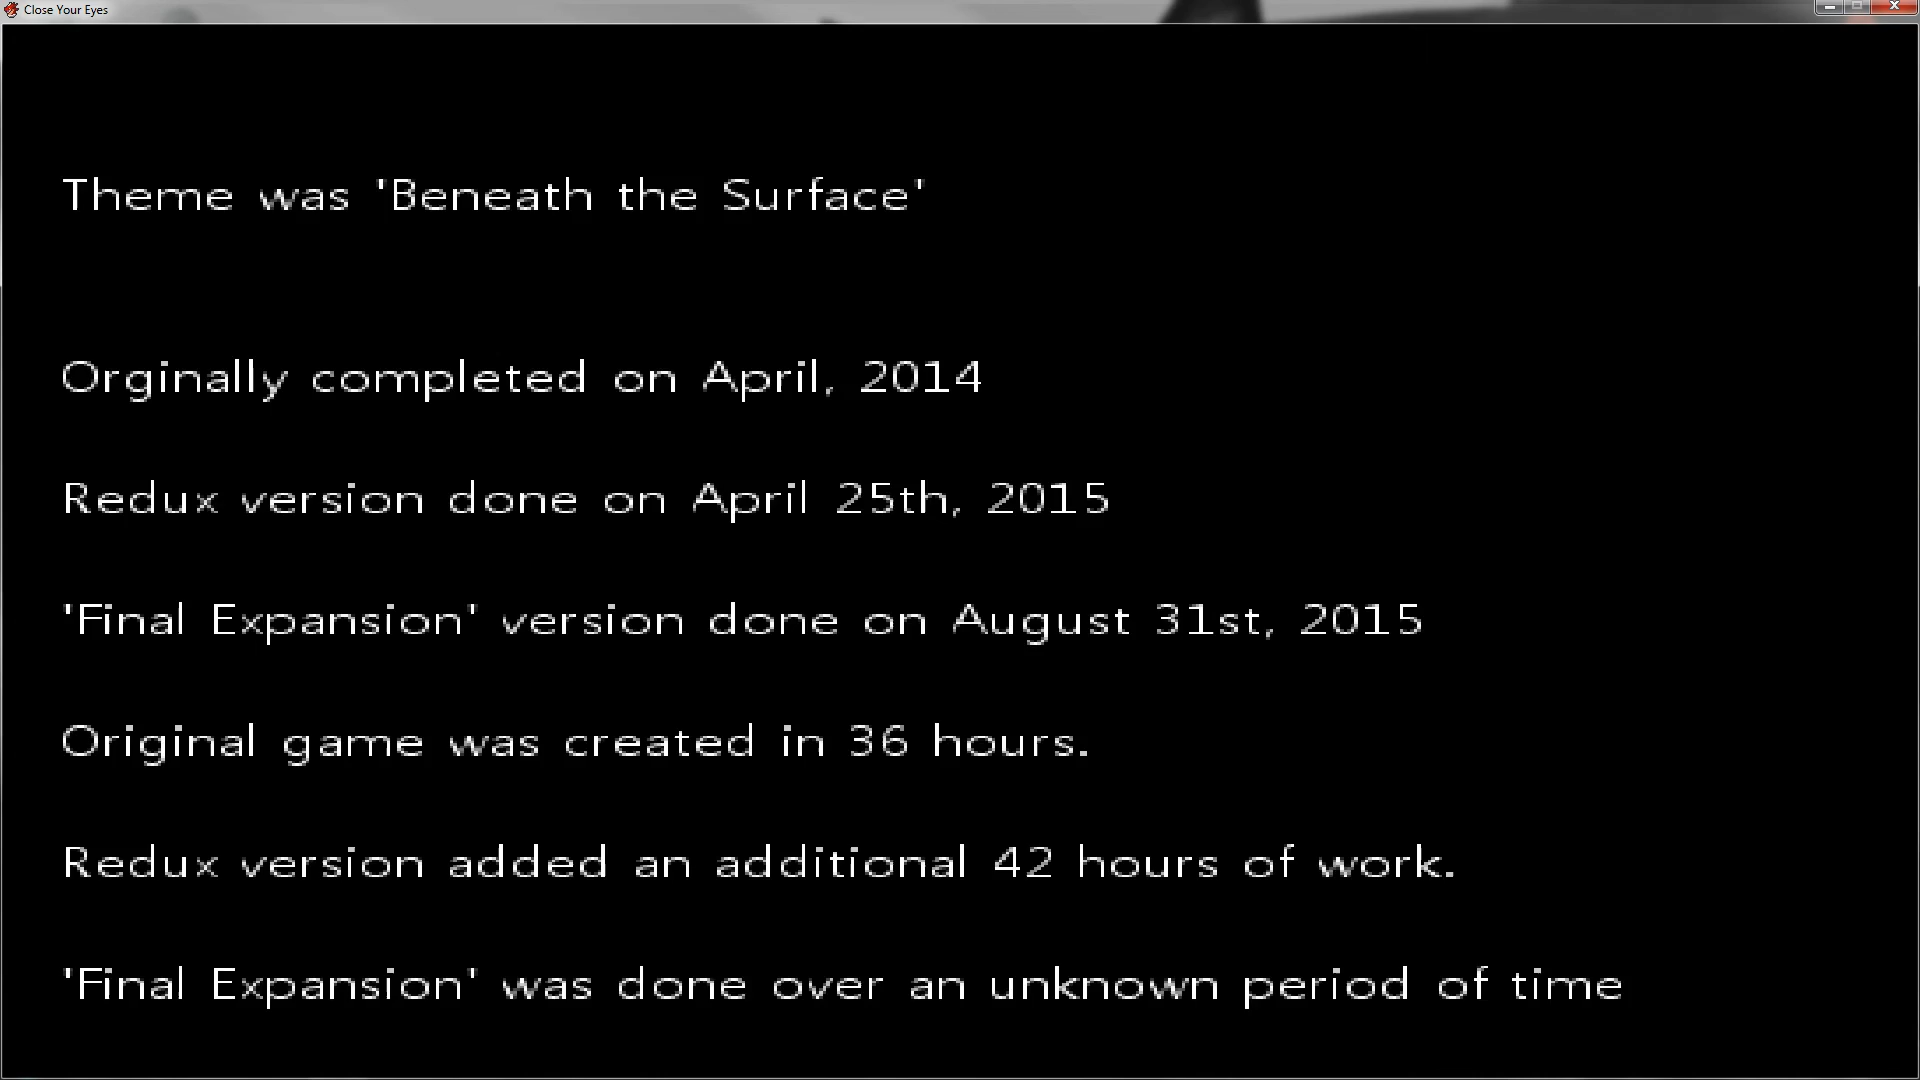 Close Your Eyes
Theme was 'Beneath the Surface'
Orginally completed on April, 2014
Redux version done on April 25th, 2015
'Final Expansion' version done on August 31st, 2015
Original game was created in 36 hours.
Redux version added an additional 42 hours of work.
'Final Expansion' was done over an unknown period of time